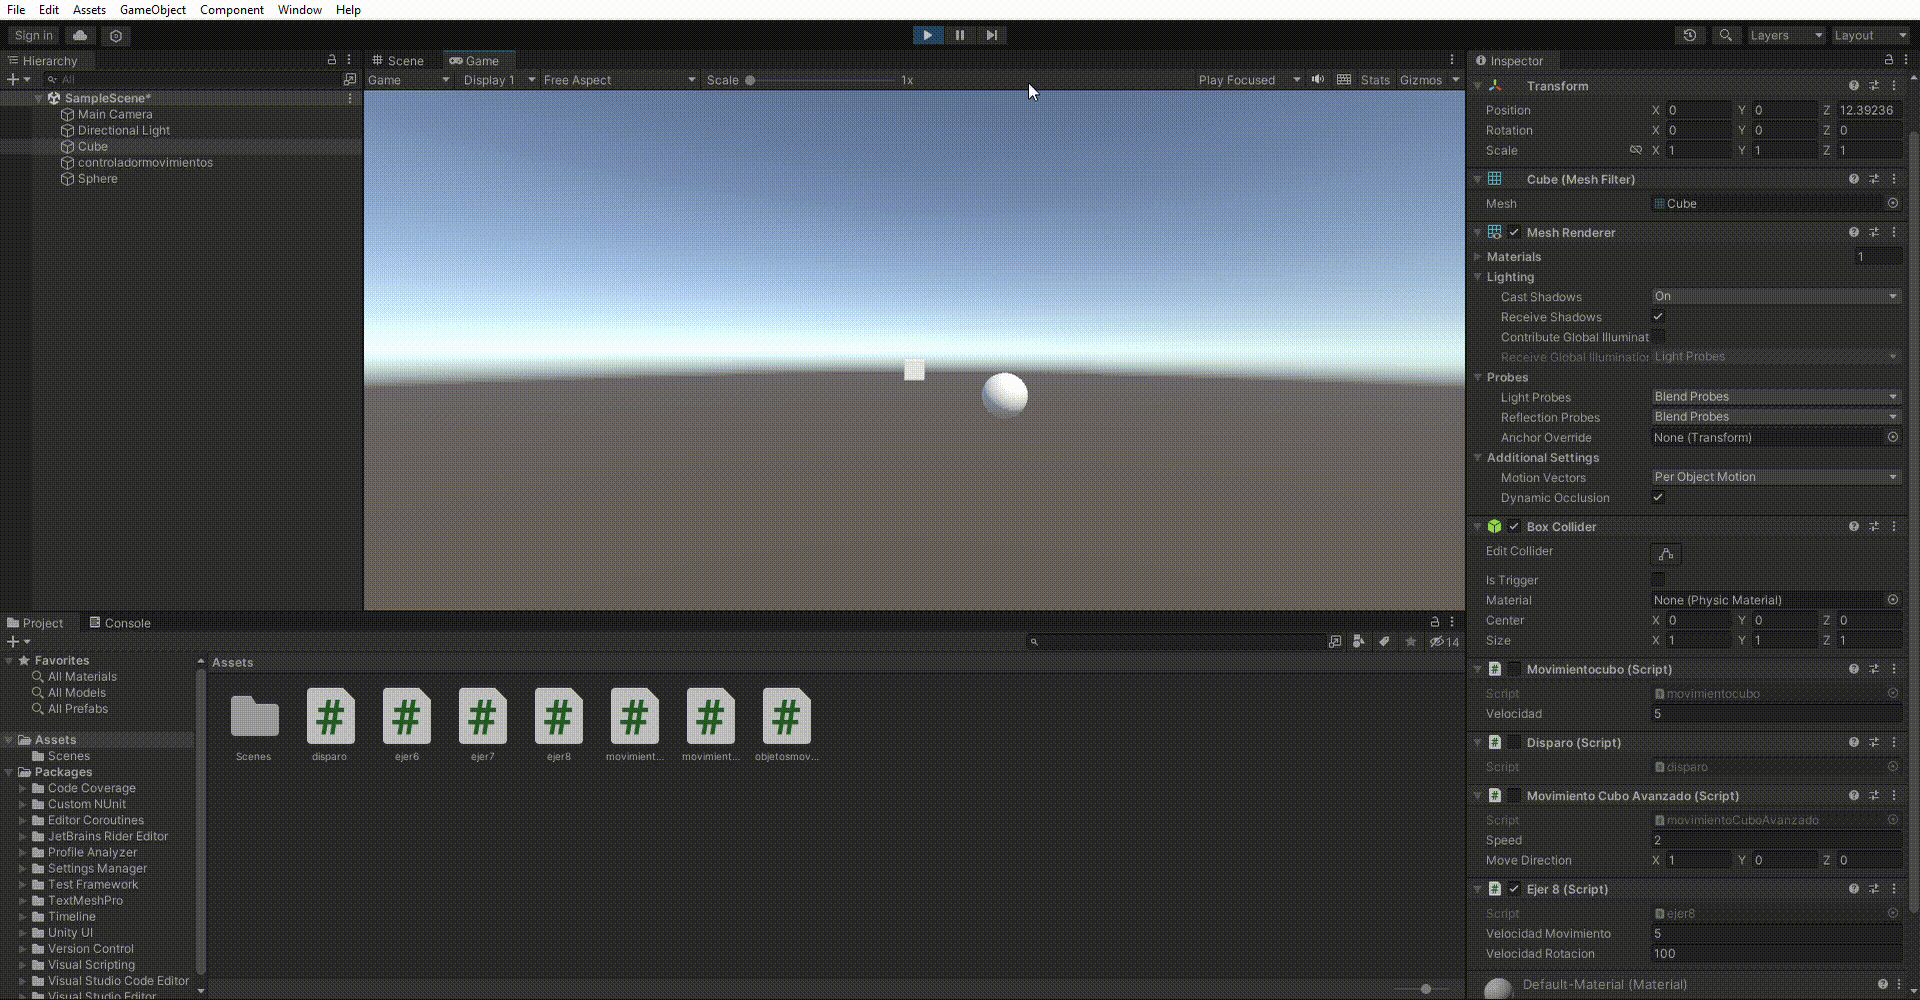 File Edit Assets GameObject Component Window Help
Sign in
Layers
Layout
Hierarchy
All
SampleScene*
Main Camera
Directional Light
Cube
controladormovimientos
Sphere
Scene Game
Game Display 1 Free Aspect Scale 1x Play Focused Stats Gizmos
Project Console
14
Favorites
All Materials
All Models
All Prefabs
Assets
Scenes
Packages
Code Coverage
Custom NUnit
Editor Coroutines
JetBrains Rider Editor
Profile Analyzer
Settings Manager
Test Framework
TextMeshPro
Timeline
Unity UI
Version Control
Visual Scripting
Visual Studio Code Editor
Visual Studio Editor
Assets
# # # # # # #
Scenes disparo ejer6 ejer7 ejer8 movimient... movimient... objetosmov...
Inspector
Transform
Position X 0 Y 0 Z 12.39236
Rotation X 0 Y 0 Z 0
Scale X 1 Y 1 Z 1
Cube (Mesh Filter)
Mesh Cube
Mesh Renderer
Materials 1
Lighting
Cast Shadows On
Receive Shadows
Contribute Global Illuminat
Receive Global Illumination Light Probes
Probes
Light Probes Blend Probes
Reflection Probes Blend Probes
Anchor Override None (Transform)
Additional Settings
Motion Vectors Per Object Motion
Dynamic Occlusion
Box Collider
Edit Collider
Is Trigger
Material None (Physic Material)
Center X 0 Y 0 Z 0
Size X 1 Y 1 Z 1
# Movimientocubo (Script)
Script movimientocubo
Velocidad 5
# Disparo (Script)
Script disparo
# Movimiento Cubo Avanzado (Script)
Script movimientoCuboAvanzado
Speed 2
Move Direction X 1 Y 0 Z 0
# Ejer 8 (Script)
Script ejer8
Velocidad Movimiento 5
Velocidad Rotacion 100
Default-Material (Material)